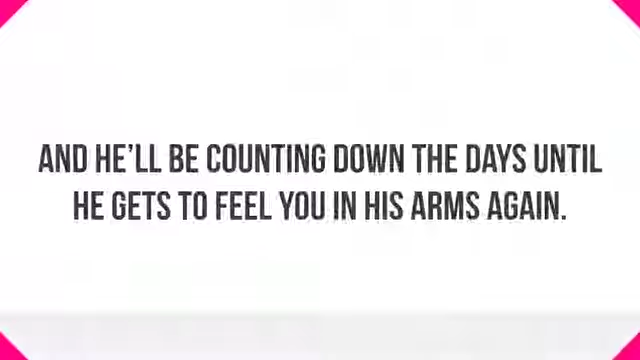 AND HE'LL BE COUNTING DOWN THE DAYS UNTIL
HE GETS TO FEEL YOU IN HIS ARMS AGAIN.